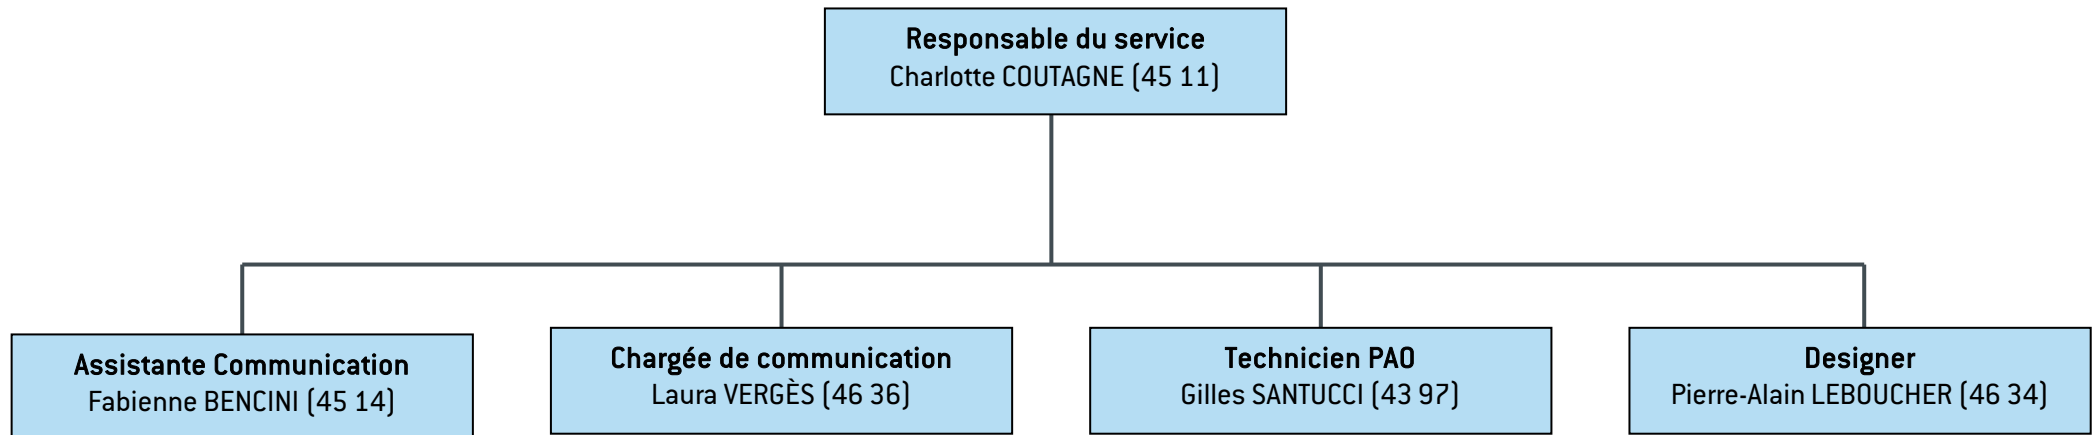 Responsable du service
Charlotte COUTAGNE (45 11)
Assistante Communication
Fabienne BENCINI (45 14)
Chargée de communication
Laura VERGÈS (46 36)
Technicien PAO
Gilles SANTUCCI (43 97)
Designer
Pierre-Alain LEBOUCHER (46 34)